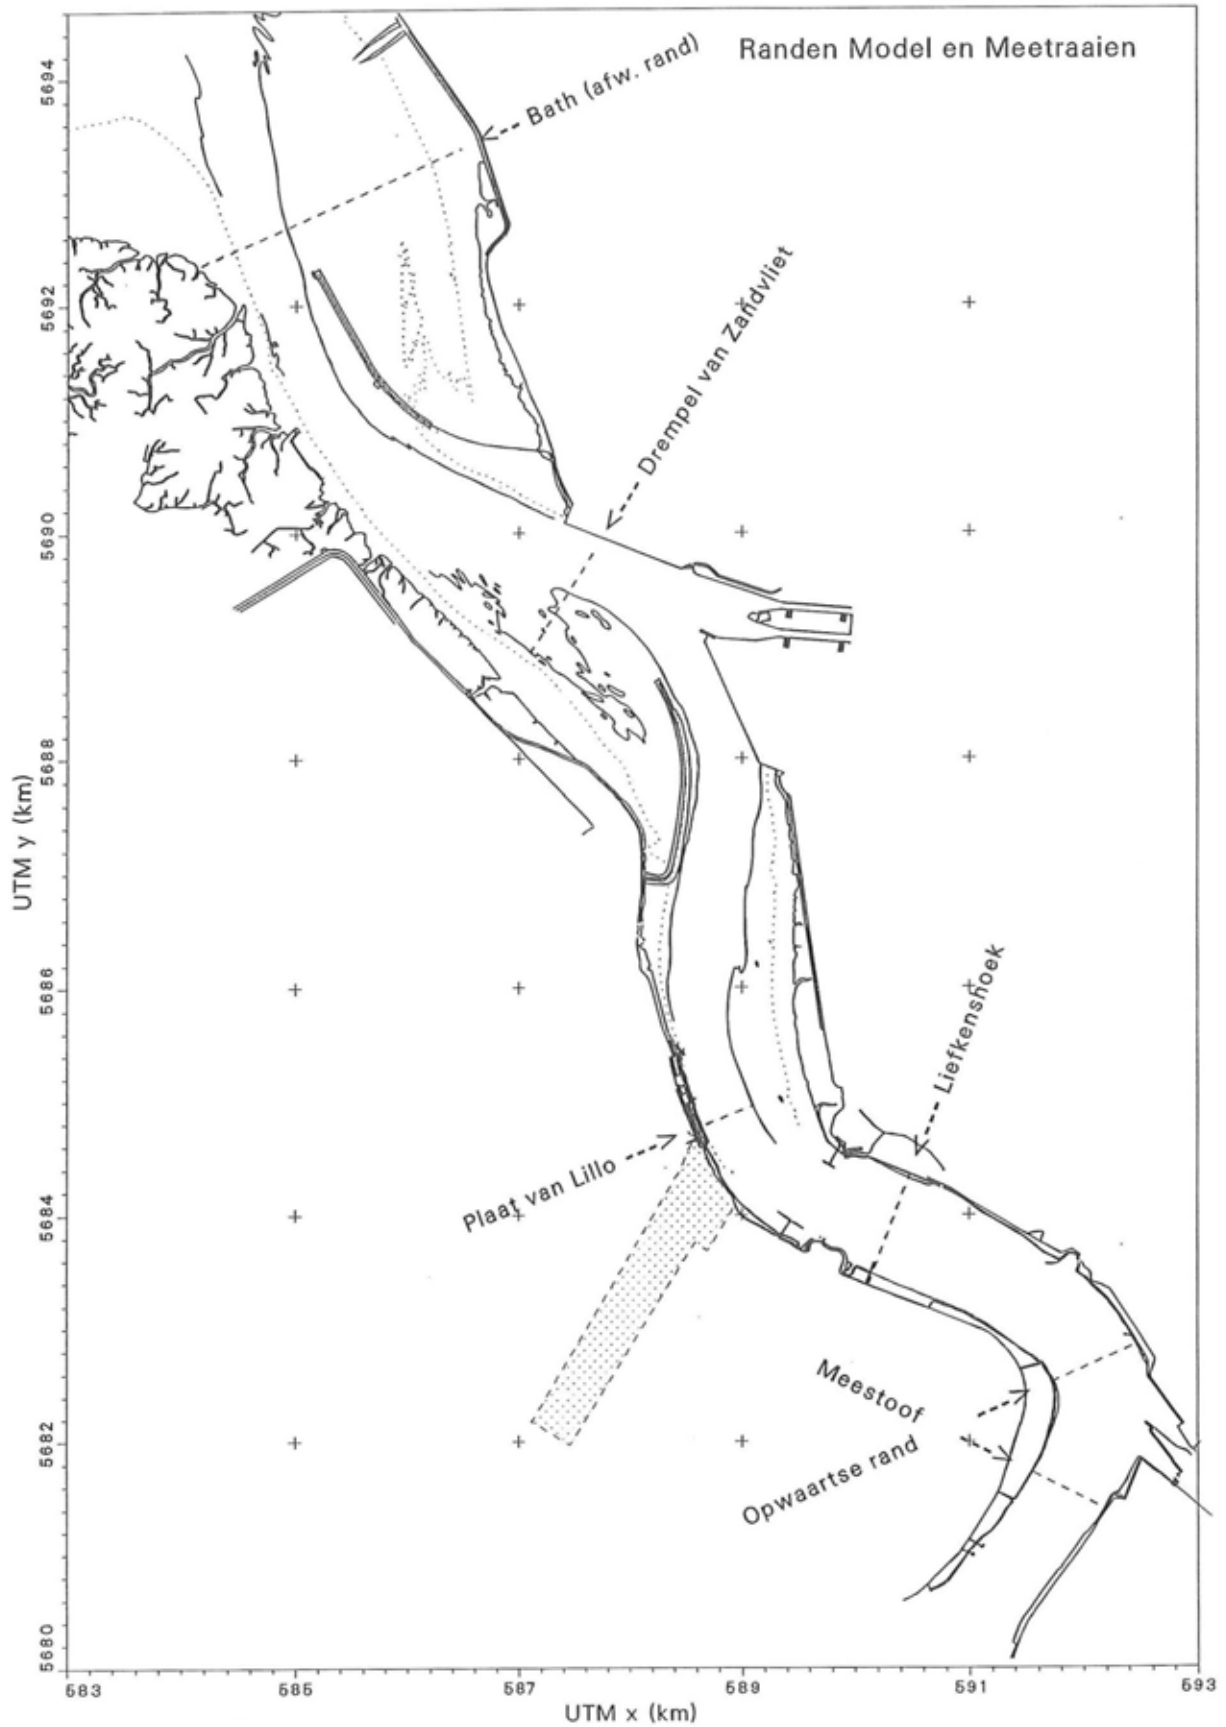 Randen Model en Meetraaien
Bath (afw. rand)
Drempel van Zandvliet
Liefkenshoek
Plaat van Lillo
Meestoof
Opwaartse rand
UTM y (km)
5694
5692
5690
5688
5686
5684
5682
5680
583
585
587
589
591
593
UTM x (km)